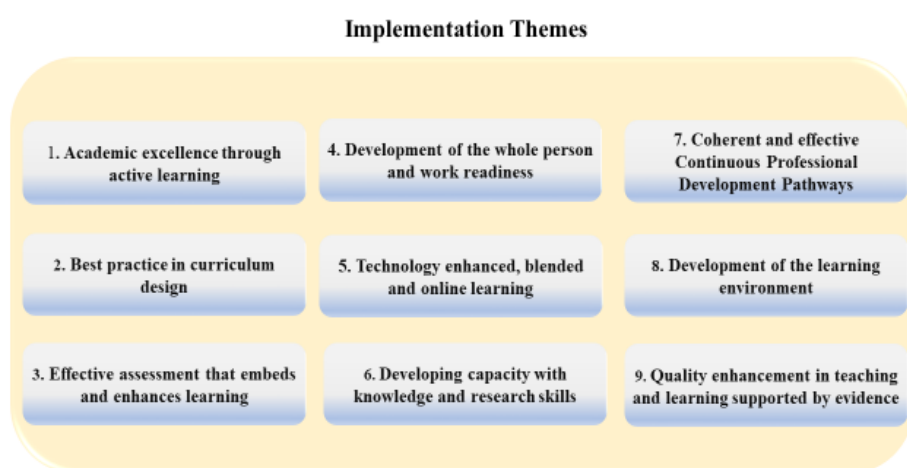 Implementation Themes
1. Academic excellence through
active learning
2. Best practice in curriculum
design
3. Effective assessment that embeds
and enhances learning
4. Development of the whole person
and work readiness
5. Technology enhanced, blended
and online learning
6. Developing capacity with
knowledge and research skills
7. Coherent and effective
Continuous Professional
Development Pathways
8. Development of the learning
environment
9. Quality enhancement in teaching
and learning supported by evidence